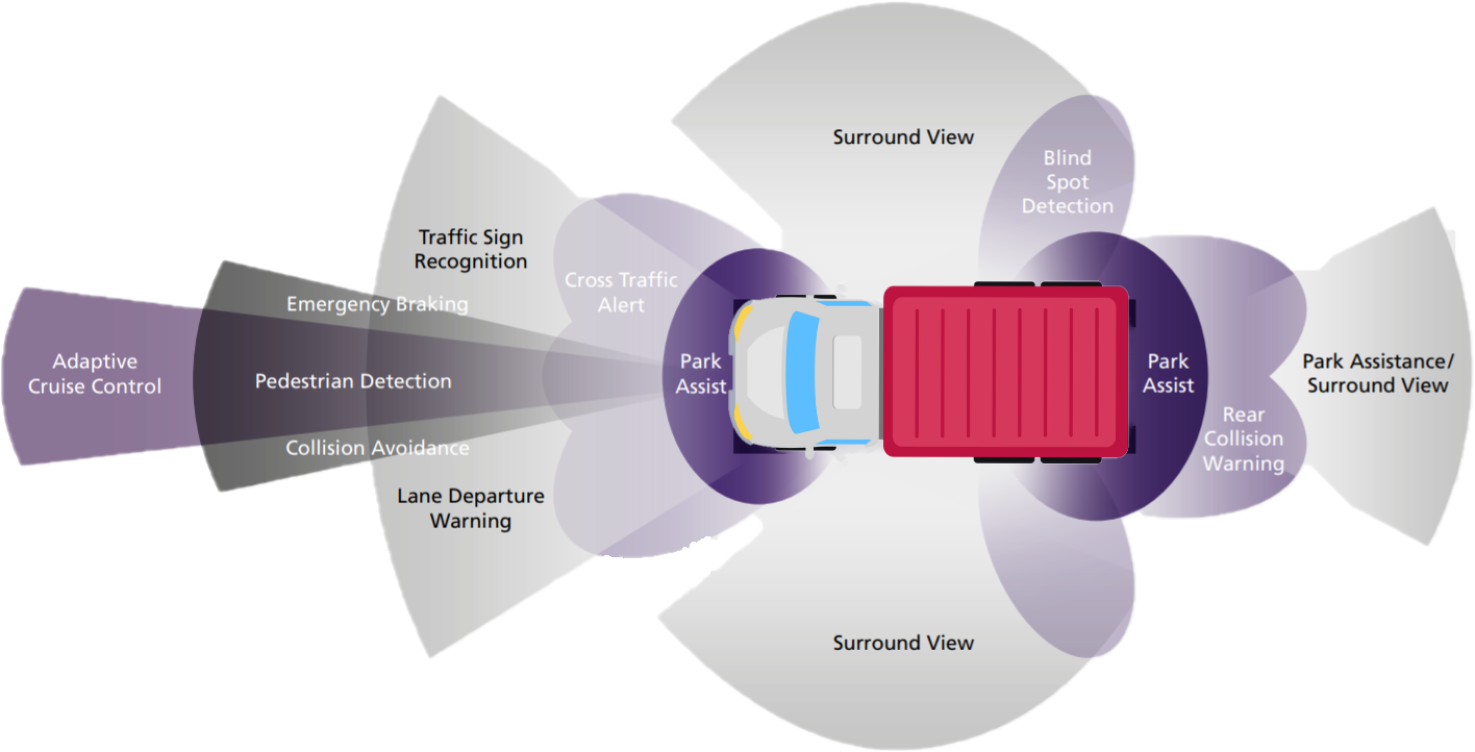 Surround View
Blind
Spot
Detection
Traffic Sign
Recognition
Cross Traffic
Alert
Emergency Braking
Adaptive
Cruise Control
Pedestrian Detection
Park
Assist
Park
Assist
Park Assistance/
Surround View
Rear
Collision
Warning
Collision Avoidance
Lane Departure
Warning
Surround View